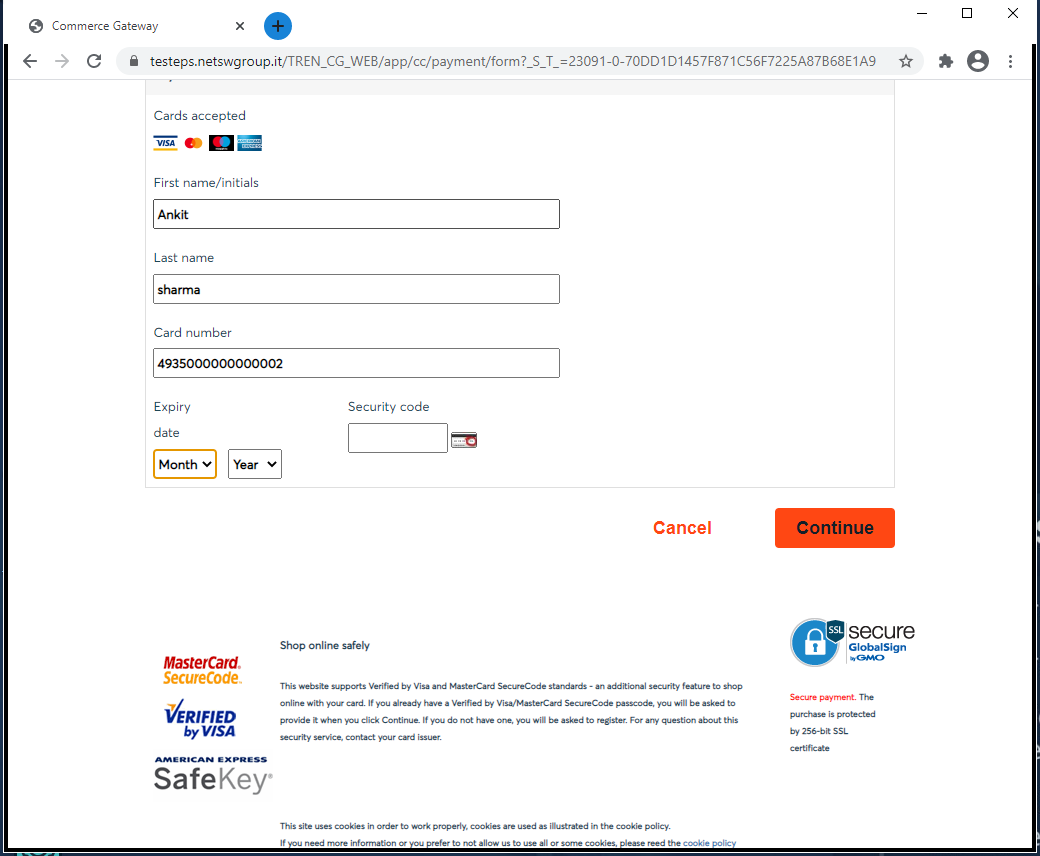 Commerce Gateway
testeps.netswgroup.it/TREN_CG_WEB/app/cc/payment/form?_S_T_=23091-0-70DD1D1457F871C56F7225A87B68E1A9
Cards accepted
VISA
First name/initials
Ankit
Last name
sharma
Card number
4935000000000002
Expiry
date
Security code
Month
Year
Cancel
Continue
MasterCard.
SecureCode.
VERIFIED
by VISA
AMERICAN EXPRESS
SafeKey®
Shop online safely
This website supports Verified by Visa and MasterCard SecureCode standards - an additional security feature to shop
online with your card. If you already have a Verified by Visa/MasterCard SecureCode passcode, you will be asked to
provide it when you click Continue. If you do not have one, you will be asked to register. For any question about this
security service, contact your card issuer.
SSL
secure
GlobalSign
by GMO
Secure payment. The
purchase is protected
by 256-bit SSL
certificate
This site uses cookies in order to work properly, cookies are used as illustrated in the cookie policy.
If you need more information or you prefer to not allow us to use all or some cookies, please reed the cookie policy